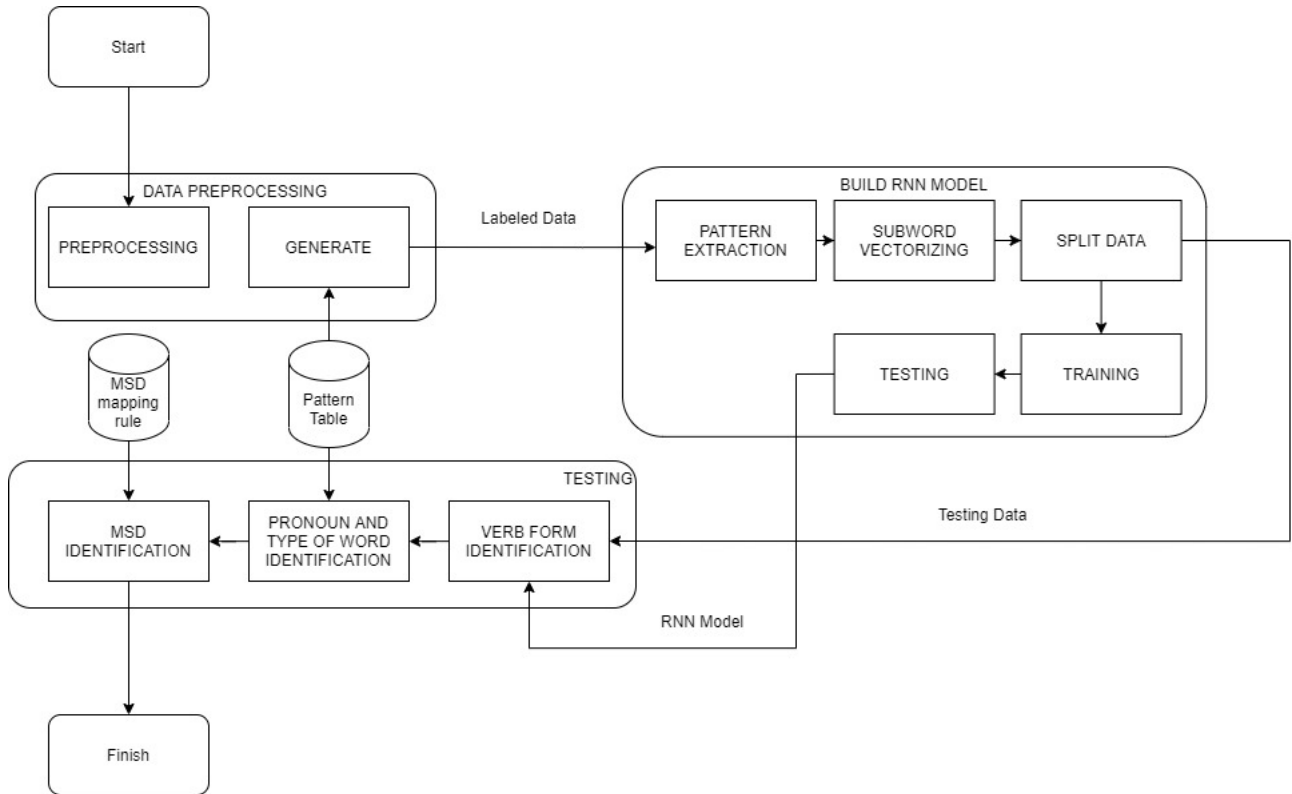 Start
DATA PREPROCESSING
PREPROCESSING
GENERATE
Labeled Data
BUILD RNN MODEL
PATTERN
EXTRACTION
SUBWORD
VECTORIZING
SPLIT DATA
TESTING
TRAINING
MSD
mapping
rule
Pattern
Table
TESTING
MSD
IDENTIFICATION
PRONOUN AND
TYPE OF WORD
IDENTIFICATION
VERB FORM
IDENTIFICATION
Testing Data
RNN Model
Finish